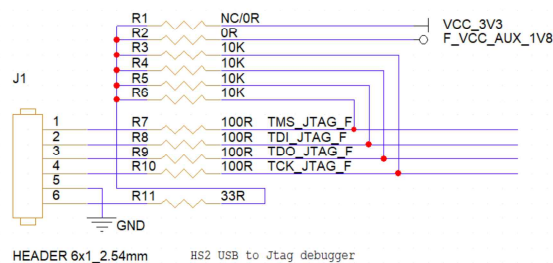 R1 NC/0R VCC_3V3
R2 0R F_VCC_AUX_1V8
R3 10K
R4 10K
J1
R5 10K
R6 10K
1 R7 100R TMS_JTAG_F
2 R8 100R TDI_JTAG_F
3 R9 100R TDO_JTAG_F
4 R10 100R TCK_JTAG_F
5
6 R11 33R
GND
HEADER 6x1_2.54mm HS2 USB to Jtag debugger